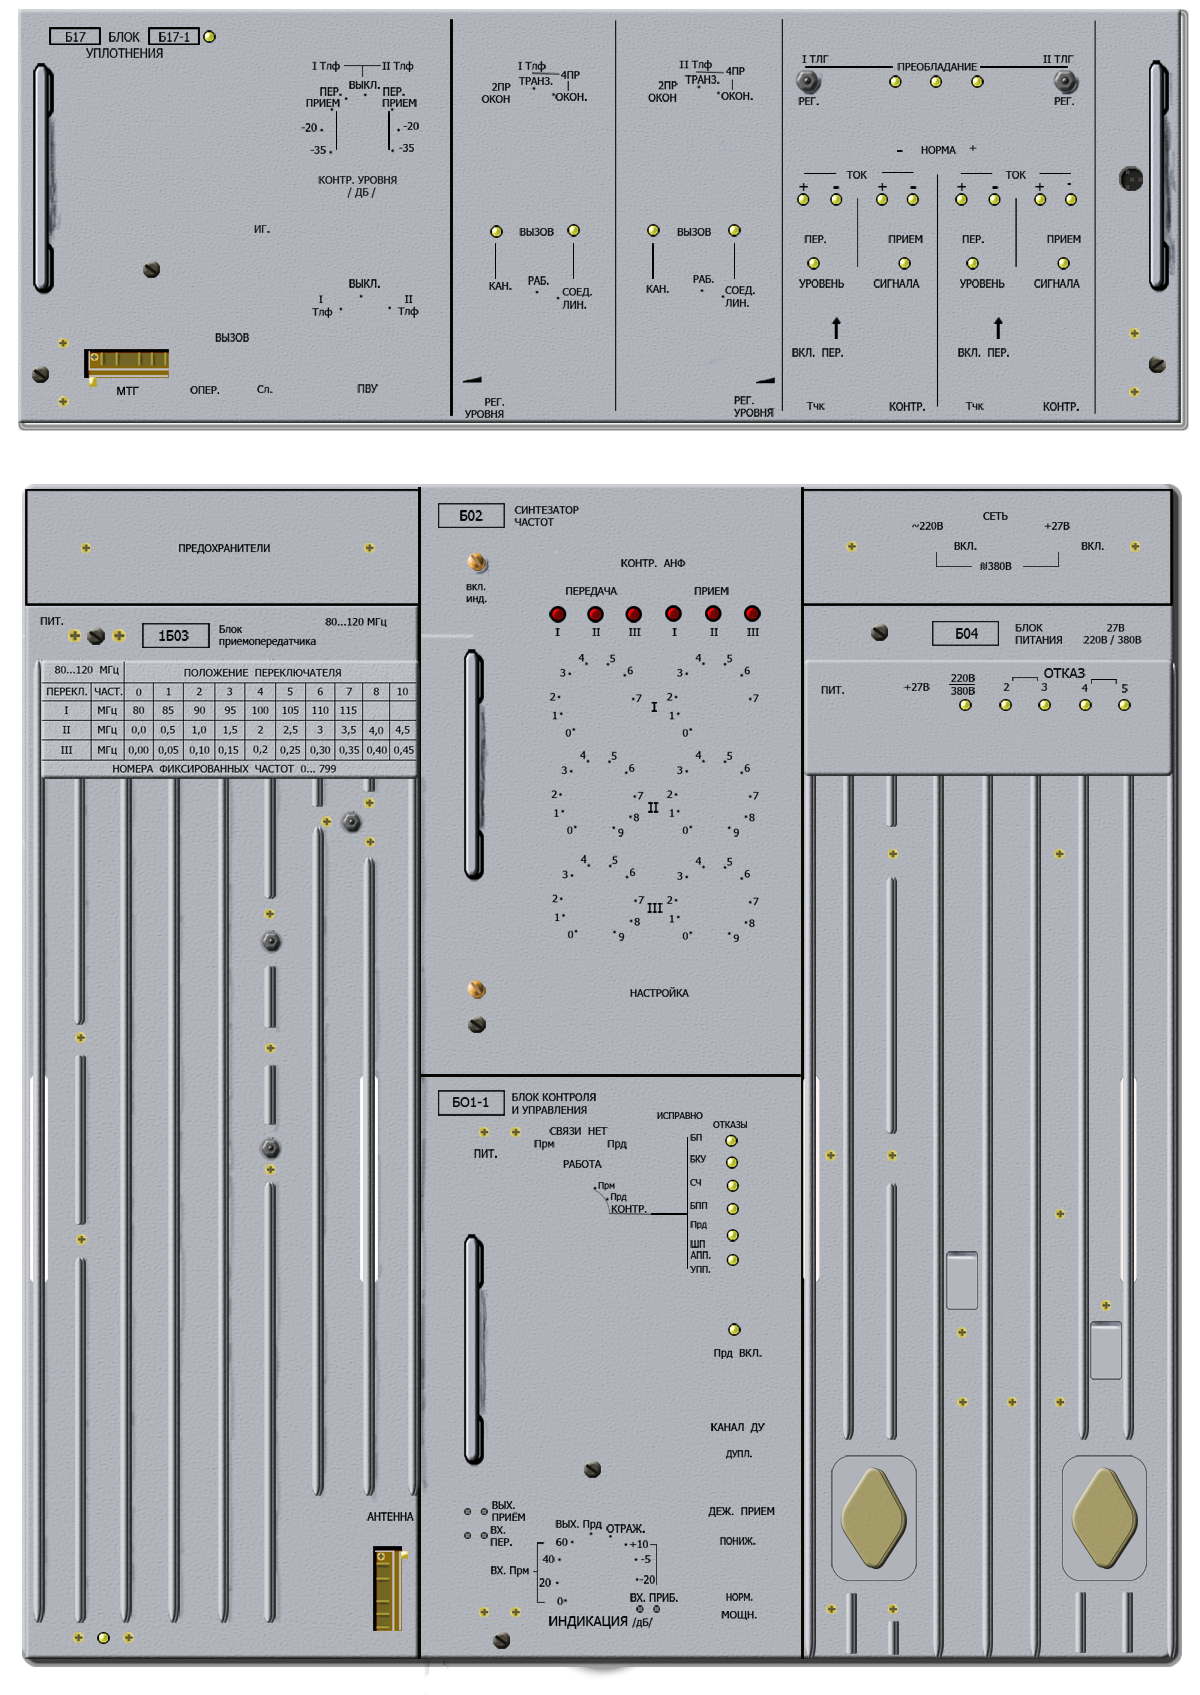 Б17 БЛОК Б17-1
УПЛОТНЕНИЯ
I Тлф II Тлф
ВЫКЛ.
ПЕР. ПЕР.
ПРИЕМ ПРИЕМ
-20 -20
-35 -35
КОНТР. УРОВНЯ
/ ДБ /
ИГ.
ВЫКЛ.
I II
Тлф Тлф
ВЫЗОВ
МТГ ОПЕР. Сл. ПВУ
I Тлф
ТРАНЗ. 4ПР
2ПР
ОКОН ОКОН.
ВЫЗОВ
КАН. РАБ. СОЕД.
ЛИН.
РЕГ.
УРОВНЯ
II Тлф
ТРАНЗ. 4ПР
2ПР
ОКОН ОКОН.
ВЫЗОВ
КАН. РАБ. СОЕД.
ЛИН.
РЕГ.
УРОВНЯ
I ТЛГ ПРЕОБЛАДАНИЕ II ТЛГ
РЕГ. РЕГ.
- НОРМА +
ТОК ТОК
+ - + - + - + -
ПЕР. ПРИЕМ ПЕР. ПРИЕМ
УРОВЕНЬ СИГНАЛА УРОВЕНЬ СИГНАЛА
ВКЛ. ПЕР. ВКЛ. ПЕР.
Тчк КОНТР. Тчк КОНТР.
ПРЕДОХРАНИТЕЛИ
ПИТ. 1Б03 Блок
приемопередатчика
80...120 МГц
80...120 МГц ПОЛОЖЕНИЕ ПЕРЕКЛЮЧАТЕЛЯ
ПЕРЕКЛ. ЧАСТ. 0 1 2 3 4 5 6 7 8 10
I МГц 80 85 90 95 100 105 110 115
II МГц 0,0 0,5 1,0 1,5 2 2,5 3 3,5 4,0 4,5
III МГц 0,00 0,05 0,10 0,15 0,2 0,25 0,30 0,35 0,40 0,45
НОМЕРА ФИКСИРОВАННЫХ ЧАСТОТ 0... 799
АНТЕННА
Б02 СИНТЕЗАТОР
ЧАСТОТ
вкл.
инд.
КОНТР. АНФ
ПЕРЕДАЧА ПРИЕМ
I II III I II III
4 5 4 5
3 6 3 6
2 7 2 7
I
1 1
0 0
4 5 4 5
3 6 3 6
2 7 2 7
II
1 8 1 8
0 9 0 9
4 5 4 5
3 6 3 6
2 7 2 7
III
1 8 1 8
0 9 0 9
НАСТРОЙКА
БО1-1 БЛОК КОНТРОЛЯ
И УПРАВЛЕНИЯ
ПИТ.
СВЯЗИ НЕТ
Прм Прд
РАБОТА
Прм
Прд
КОНТР.
ИСПРАВНО ОТКАЗЫ
БП
БКУ
СЧ
БПП
Прд
ШП
АПП.
УПП.
Прд ВКЛ.
КАНАЛ ДУ
ДУПЛ.
ДЕЖ. ПРИЕМ
ПОНИЖ.
НОРМ.
МОЩН.
ВЫХ.
ПРИЁМ
ВХ.
ПЕР.
ВЫХ. Прд ОТРАЖ.
60 +10
40 -5
ВХ. Прм
20 -20
0 ВХ. ПРИБ.
ИНДИКАЦИЯ /дБ/
СЕТЬ
~220В +27В
ВКЛ. ВКЛ.
≋380В
Б04 БЛОК
ПИТАНИЯ
27В
220В / 380В
ПИТ. +27В 220В
380В
ОТКАЗ
2 3 4 5